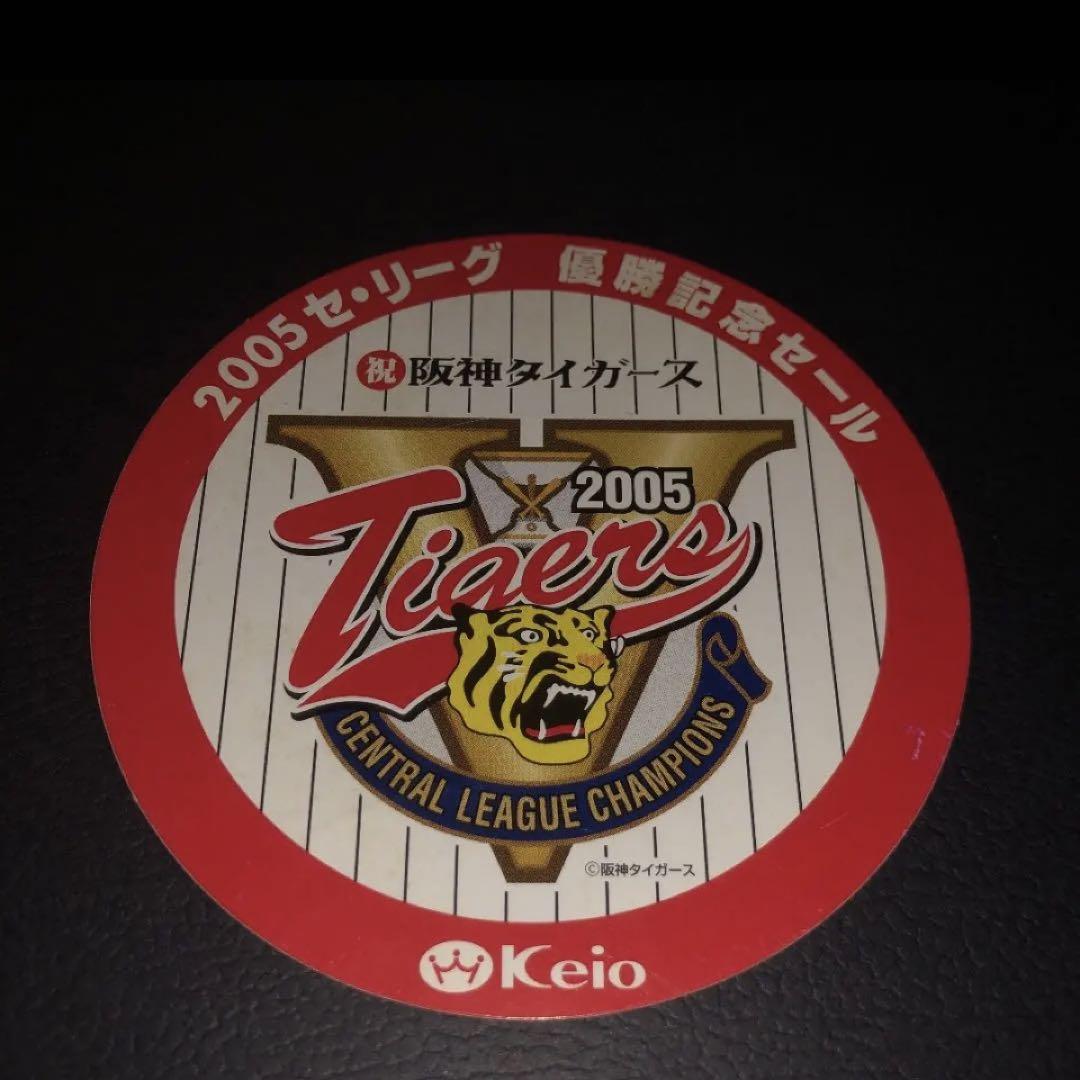 2005セ・リーグ 優勝記念セール
祝 阪神タイガース
2005
Tigers
CENTRAL LEAGUE CHAMPIONS
©阪神タイガース
Keio